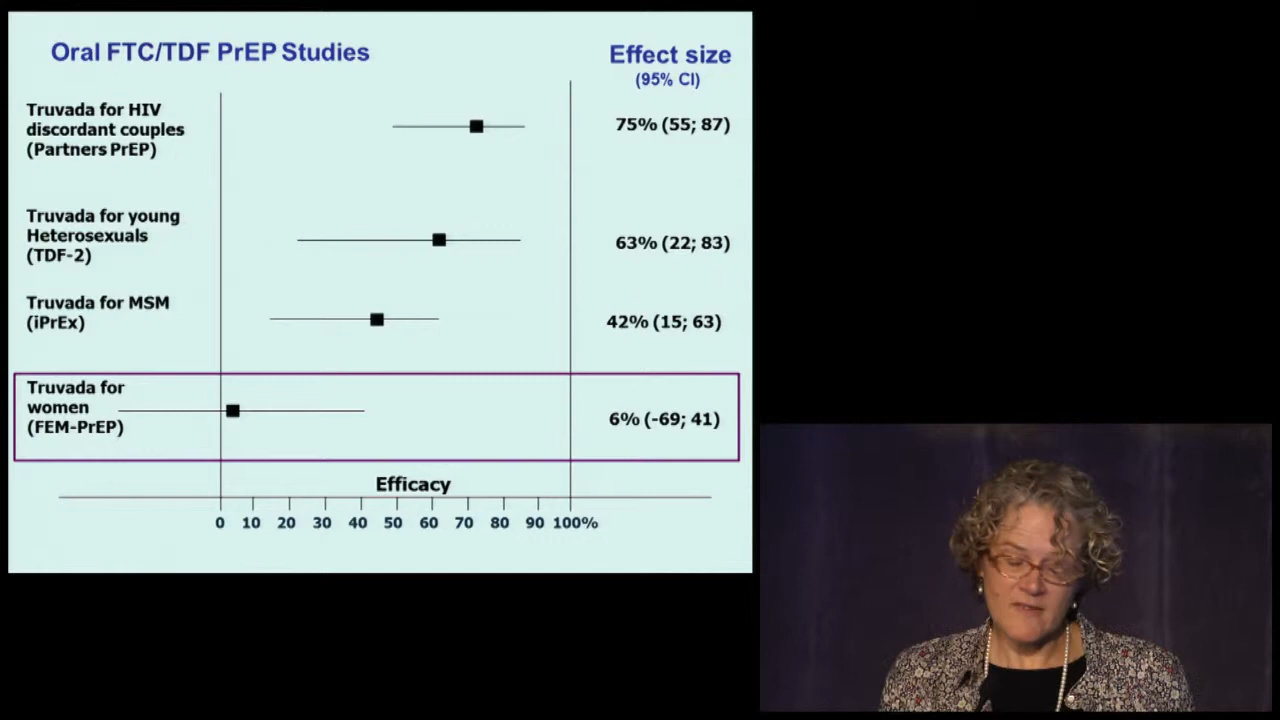 Oral FTC/TDF PrEP Studies
Effect size
(95% CI)
Truvada for HIV
discordant couples
(Partners PrEP)
75% (55; 87)
Truvada for young
Heterosexuals
(TDF-2)
63% (22; 83)
Truvada for MSM
(iPrEx)
42% (15; 63)
Truvada for
women
(FEM-PrEP)
6% (-69; 41)
Efficacy
0 10 20 30 40 50 60 70 80 90 100%